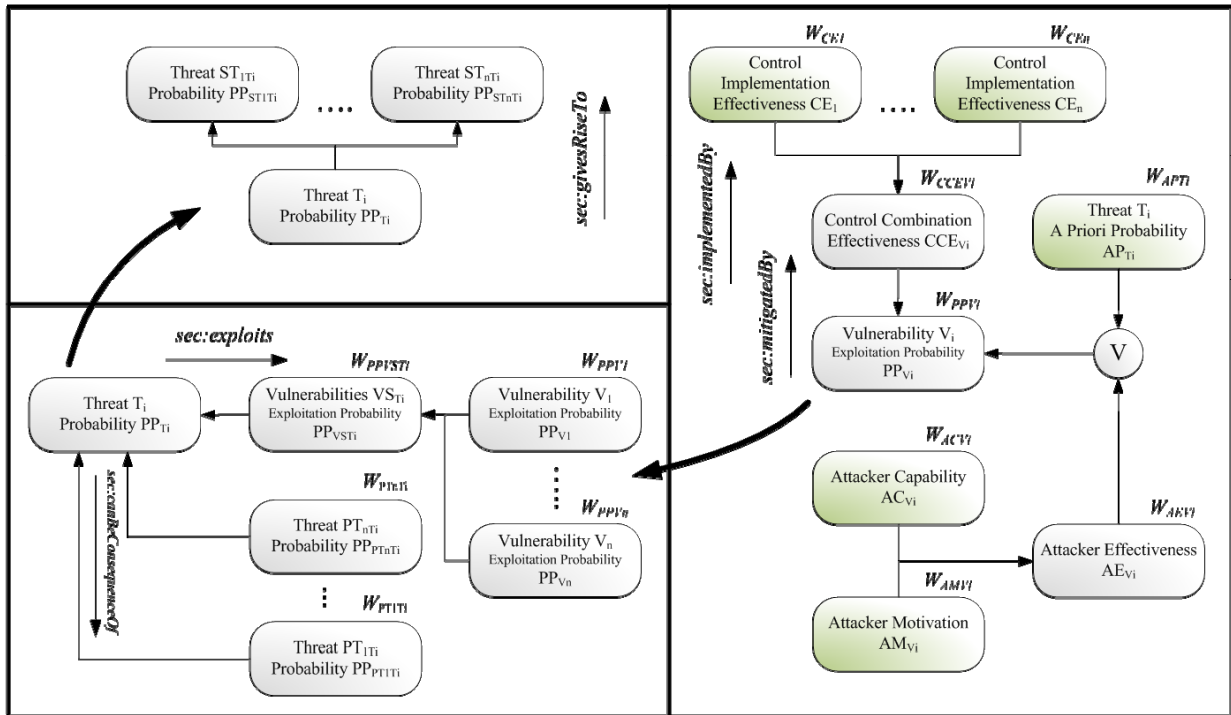 Threat ST1Ti
Probability PPST1Ti
....
Threat STnTi
Probability PPSTnTi
Threat Ti
Probability PPTi
sec:givesRiseTo
sec:exploits
WPPVSTi
WPPV1
Threat Ti
Probability PPTi
Vulnerabilities VSTi
Exploitation Probability
PPVSTi
Vulnerability V1
Exploitation Probability
PPV1
sec:canBeConsequenceOf
WPTnTi
Threat PTnTi
Probability PPPTnTi
WPPVn
Vulnerability Vn
Exploitation Probability
PPVn
WPT1Ti
Threat PT1Ti
Probability PPPT1Ti
WCE1
WCEn
Control
Implementation
Effectiveness CE1
....
Control
Implementation
Effectiveness CEn
sec:implementedBy
WCCEVi
Control Combination
Effectiveness CCEVi
WAPTi
Threat Ti
A Priori Probability
APTi
sec:mitigatedBy
WPPVi
Vulnerability Vi
Exploitation Probability
PPVi
V
WACVi
Attacker Capability
ACVi
WAEVi
Attacker Effectiveness
AEVi
WAMVi
Attacker Motivation
AMVi